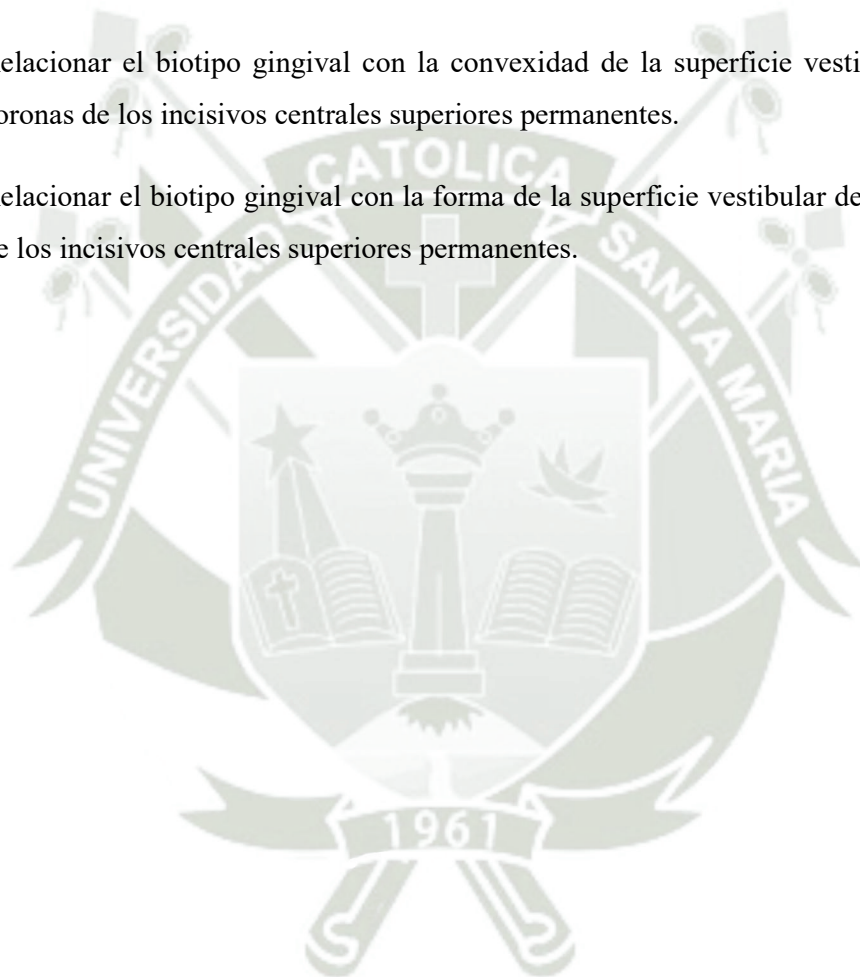 elacionar el biotipo gingival con la convexidad de la superficie vesti
oronas de los incisivos centrales superiores permanentes.
elacionar el biotipo gingival con la forma de la superficie vestibular de
e los incisivos centrales superiores permanentes.
CATOLICA
UNIVERSIDAD
SANTA MARIA
1961